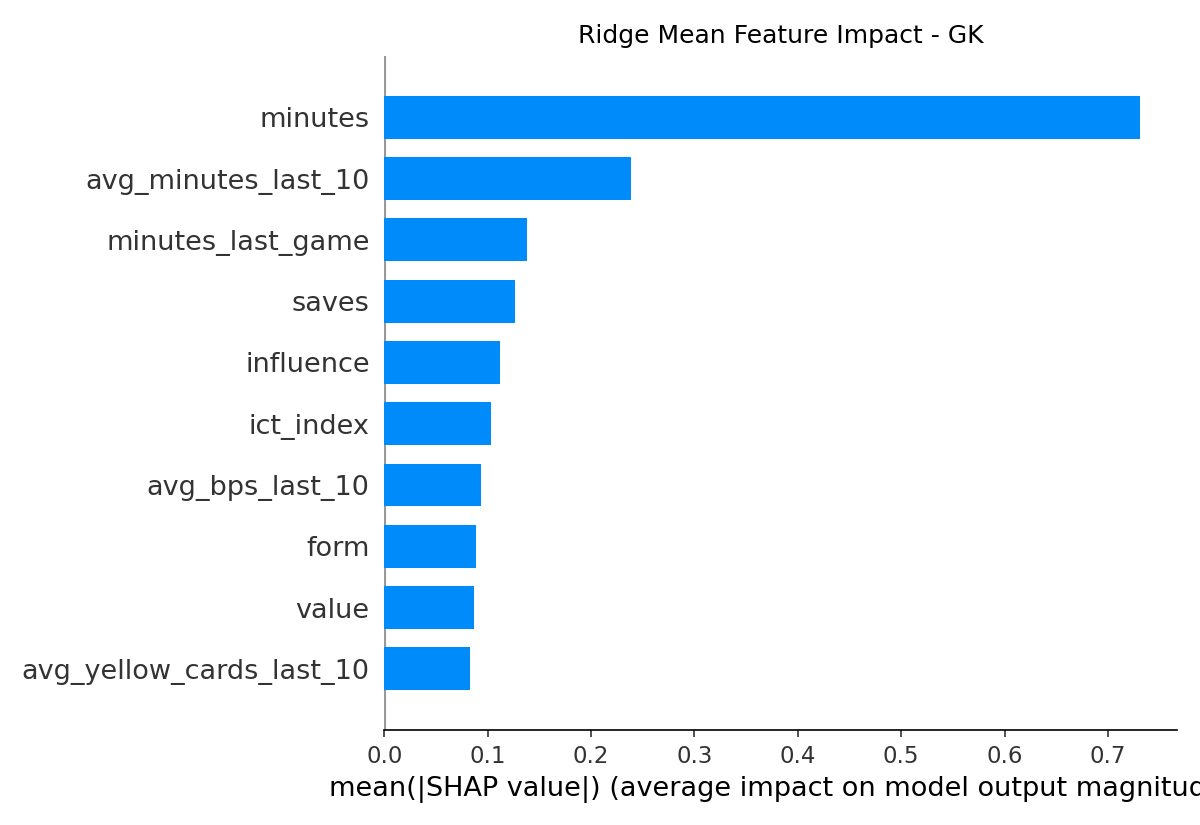 Ridge Mean Feature Impact - GK
minutes
avg_minutes_last_10
minutes_last_game
saves
influence
ict_index
avg_bps_last_10
form
value
avg_yellow_cards_last_10
0.0 0.1 0.2 0.3 0.4 0.5 0.6 0.7
mean(|SHAP value|) (average impact on model output magnitud